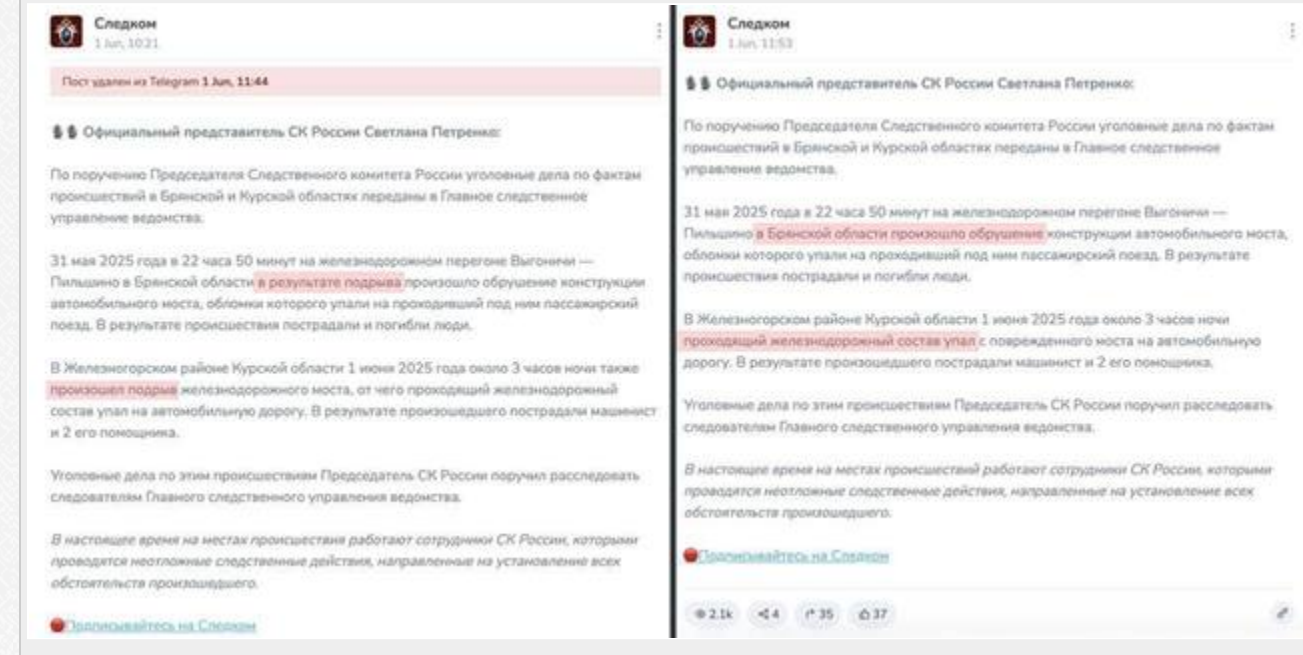 Следком
1 Jun, 10:21
Пост удален из Telegram 1 Jun, 11:44
Официальный представитель СК России Светлана Петренко:
По поручению Председателя Следственного комитета России уголовные дела по фактам
происшествий в Брянской и Курской областях переданы в Главное следственное
управление ведомства.
31 мая 2025 года в 22 часа 50 минут на железнодорожном перегоне Выгоничи —
Пильшино в Брянской области в результате подрыва произошло обрушение конструкции
автомобильного моста, обломки которого упали на проходивший под ним пассажирский
поезд. В результате происшествия пострадали и погибли люди.
В Железногорском районе Курской области 1 июня 2025 года около 3 часов ночи также
произошел подрыв железнодорожного моста, от чего проходящий железнодорожный
состав упал на автомобильную дорогу. В результате произошедшего пострадали машинист
и 2 его помощника.
Уголовные дела по этим происшествиям Председатель СК России поручил расследовать
следователям Главного следственного управления ведомства.
В настоящее время на местах происшествия работают сотрудники СК России, которыми
проводятся неотложные следственные действия, направленные на установление всех
обстоятельств произошедшего.
Подписывайтесь на Следком
Следком
1 Jun, 11:53
Официальный представитель СК России Светлана Петренко:
По поручению Председателя Следственного комитета России уголовные дела по фактам
происшествий в Брянской и Курской областях переданы в Главное следственное
управление ведомства.
31 мая 2025 года в 22 часа 50 минут на железнодорожном перегоне Выгоничи —
Пильшино в Брянской области произошло обрушение конструкции автомобильного моста,
обломки которого упали на проходивший под ним пассажирский поезд. В результате
происшествия пострадали и погибли люди.
В Железногорском районе Курской области 1 июня 2025 года около 3 часов ночи
проходящий железнодорожный состав упал с поврежденного моста на автомобильную
дорогу. В результате произошедшего пострадали машинист и 2 его помощника.
Уголовные дела по этим происшествиям Председатель СК России поручил расследовать
следователям Главного следственного управления ведомства.
В настоящее время на местах происшествий работают сотрудники СК России, которыми
проводятся неотложные следственные действия, направленные на установление всех
обстоятельств произошедшего.
Подписывайтесь на Следком
2.1k 4 35 37